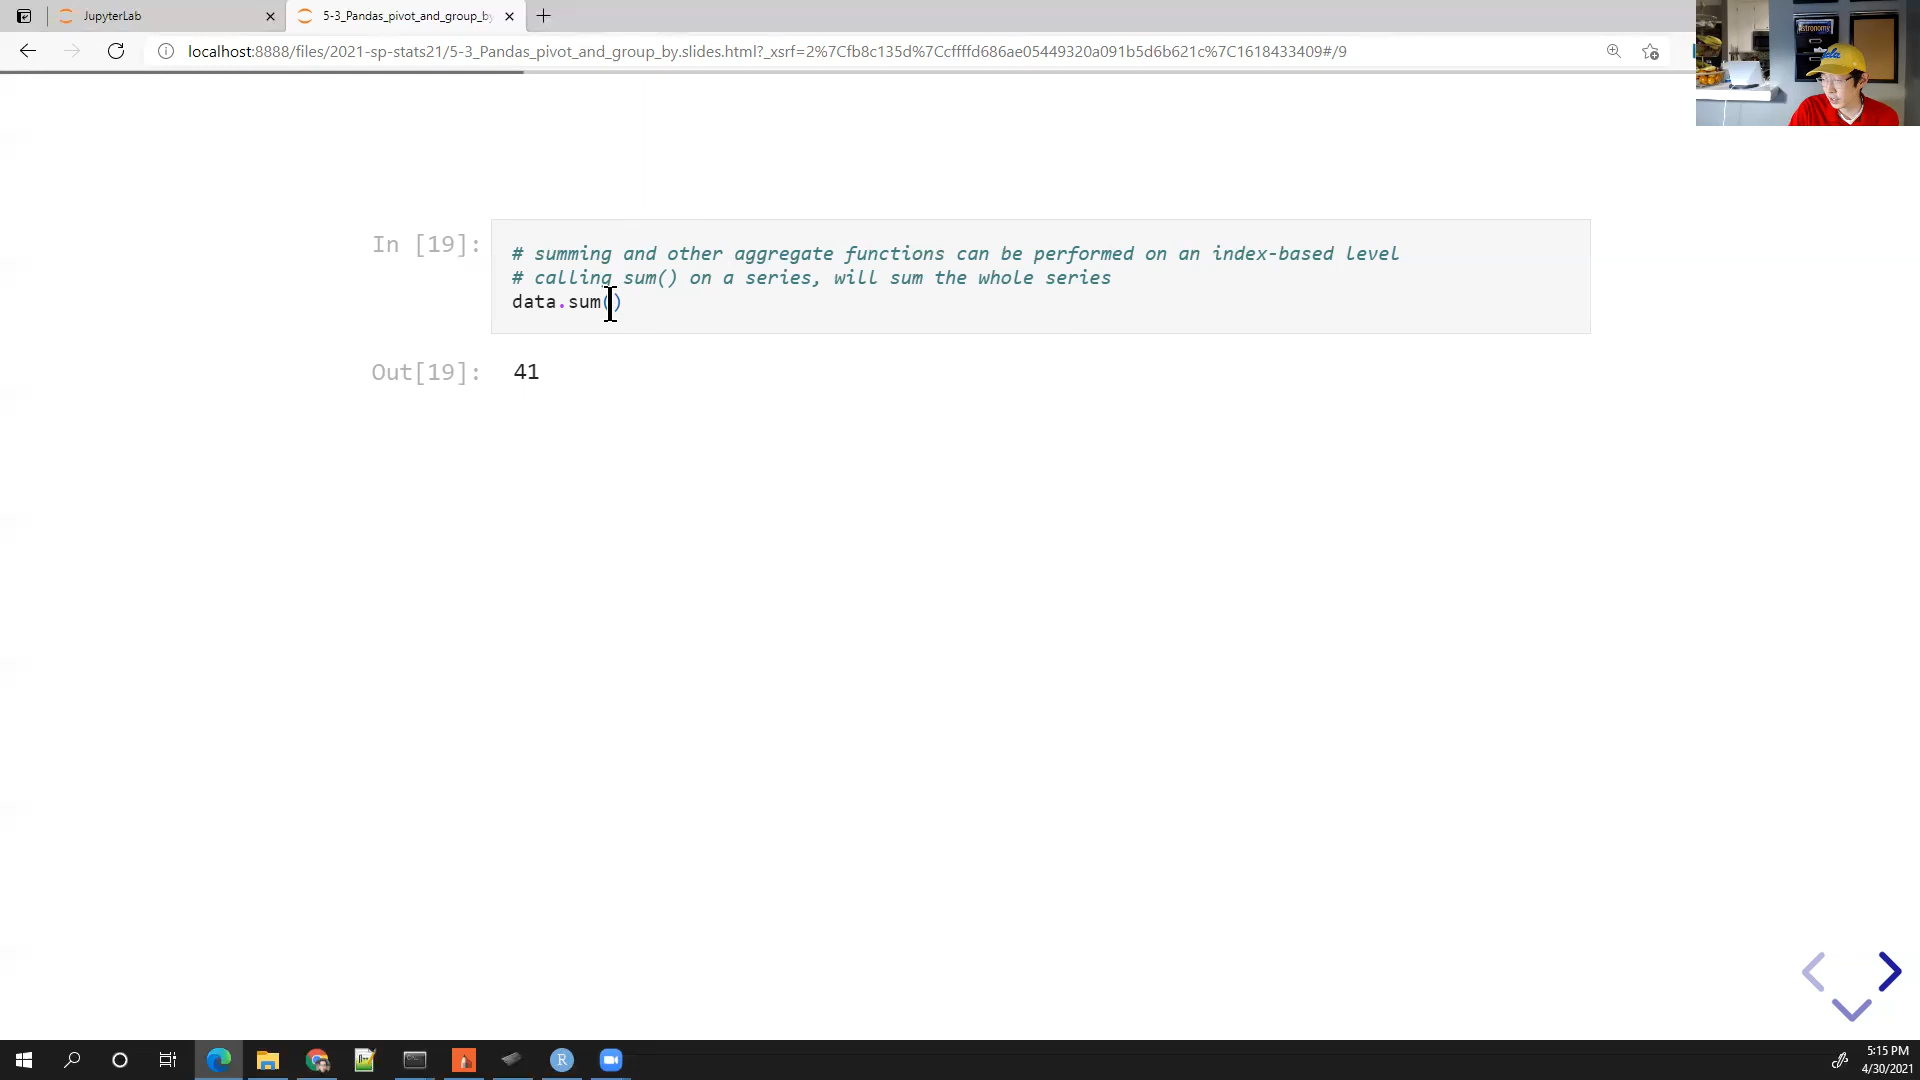 JupyterLab
5-3_Pandas_pivot_and_group_by
localhost:8888/files/2021-sp-stats21/5-3_Pandas_pivot_and_group_by.slides.html?_xsrf=2%7Cfb8c135d%7Ccffffd686ae05449320a091b5d6b621c%7C1618433409#/9
In [19]:
# summing and other aggregate functions can be performed on an index-based level
# calling sum() on a series, will sum the whole series
data.sum()
Out[19]:
41
5:15 PM
4/30/2021